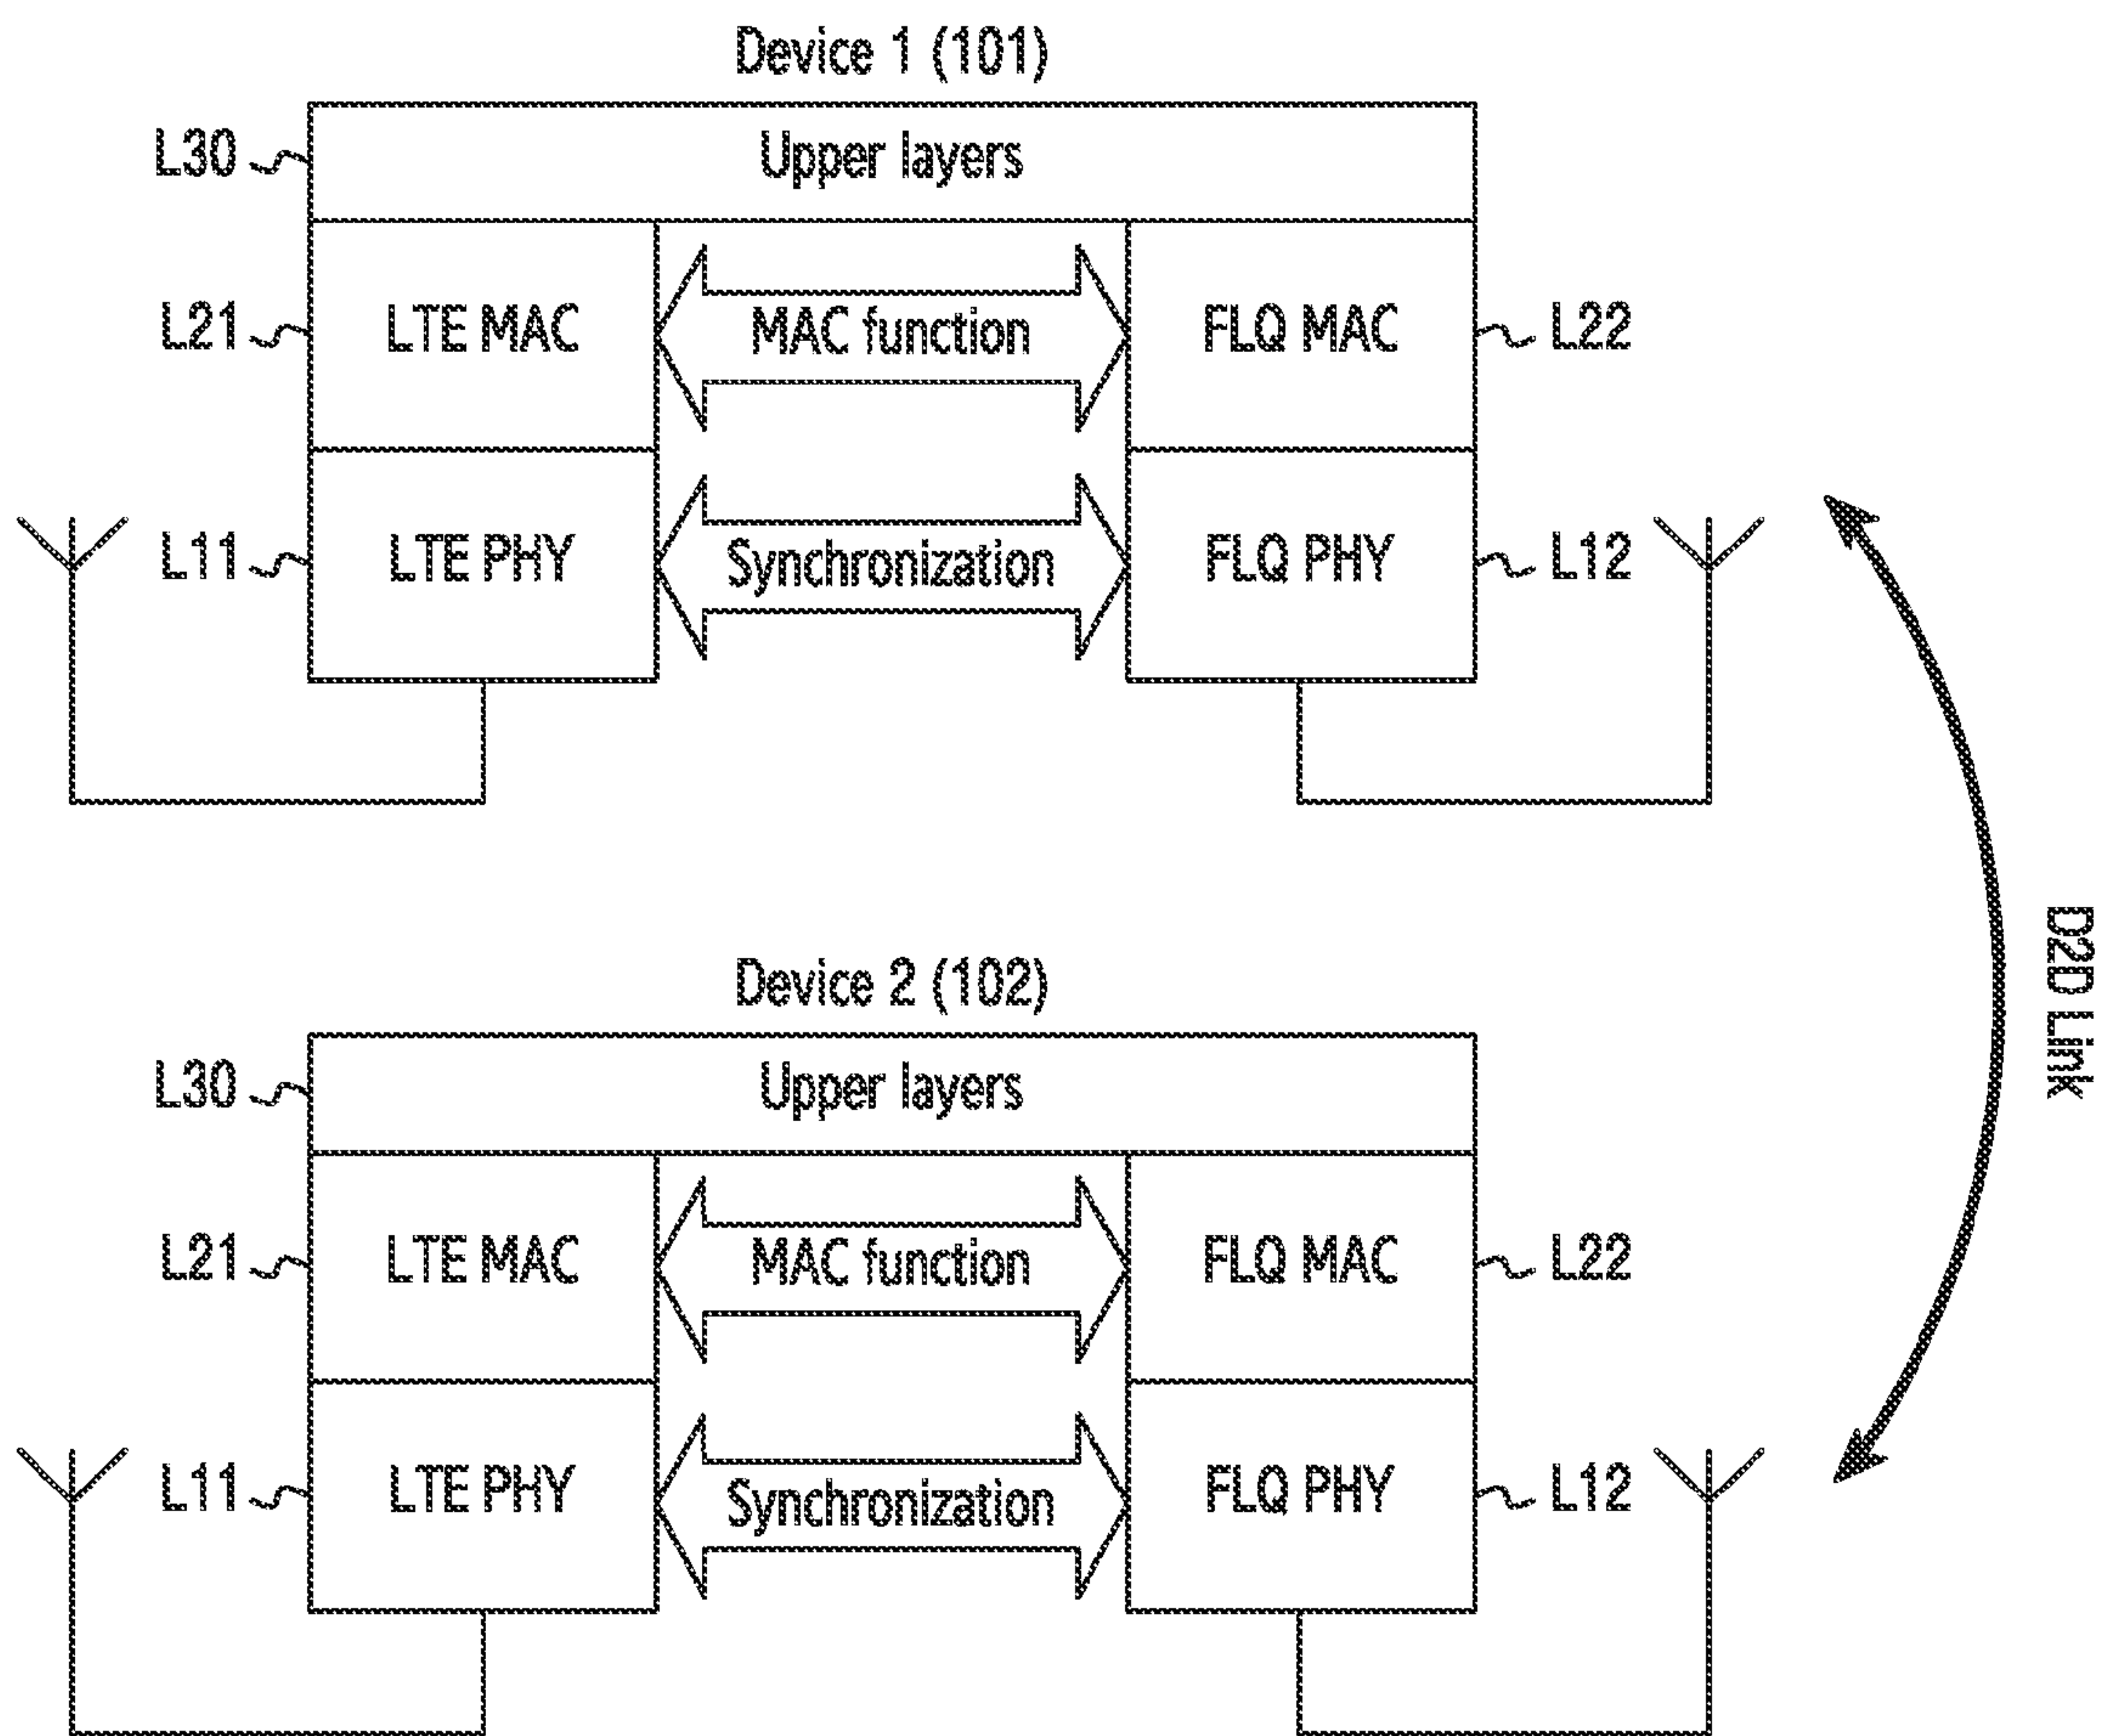 Device 1 (101)
L30
Upper layers
L21
LTE MAC
MAC function
FLQ MAC
L22
L11
LTE PHY
Synchronization
FLQ PHY
L12
D2D Link
Device 2 (102)
L30
Upper layers
L21
LTE MAC
MAC function
FLQ MAC
L22
L11
LTE PHY
Synchronization
FLQ PHY
L12